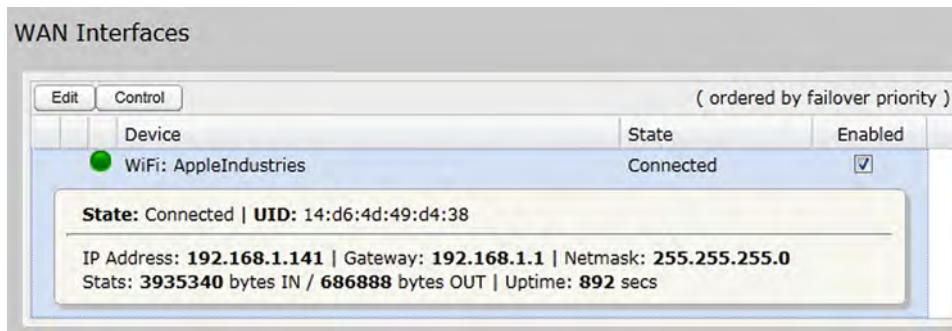 WAN Interfaces
Edit Control ( ordered by failover priority )
Device State Enabled
WiFi: AppleIndustries Connected
State: Connected | UID: 14:d6:4d:49:d4:38
IP Address: 192.168.1.141 | Gateway: 192.168.1.1 | Netmask: 255.255.255.0
Stats: 3935340 bytes IN / 686888 bytes OUT | Uptime: 892 secs